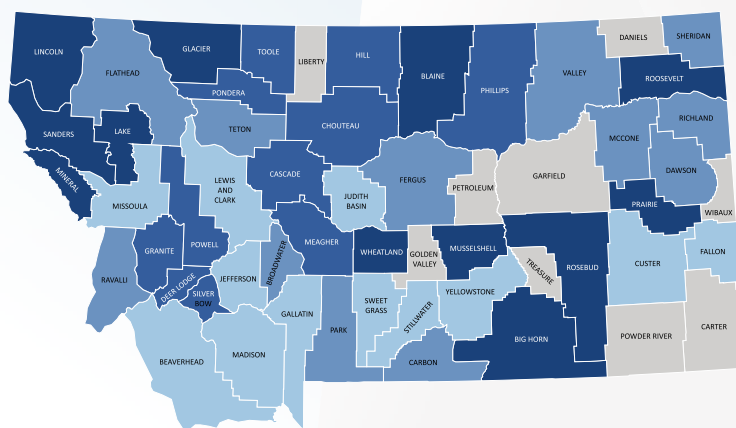 LINCOLN
FLATHEAD
GLACIER
TOOLE
LIBERTY
HILL
BLAINE
PHILLIPS
VALLEY
DANIELS
SHERIDAN
ROOSEVELT
PONDERA
CHOUTEAU
TETON
SANDERS
LAKE
MINERAL
MISSOULA
LEWIS
AND
CLARK
CASCADE
JUDITH
BASIN
FERGUS
PETROLEUM
GARFIELD
MCCONE
RICHLAND
DAWSON
PRAIRIE
WIBAUX
RAVALLI
GRANITE
POWELL
DEER LODGE
SILVER
BOW
JEFFERSON
BROADWATER
MEAGHER
WHEATLAND
GOLDEN
VALLEY
MUSSELSHELL
TREASURE
ROSEBUD
CUSTER
FALLON
BEAVERHEAD
MADISON
GALLATIN
PARK
SWEET
GRASS
STILLWATER
YELLOWSTONE
CARBON
BIG HORN
POWDER RIVER
CARTER